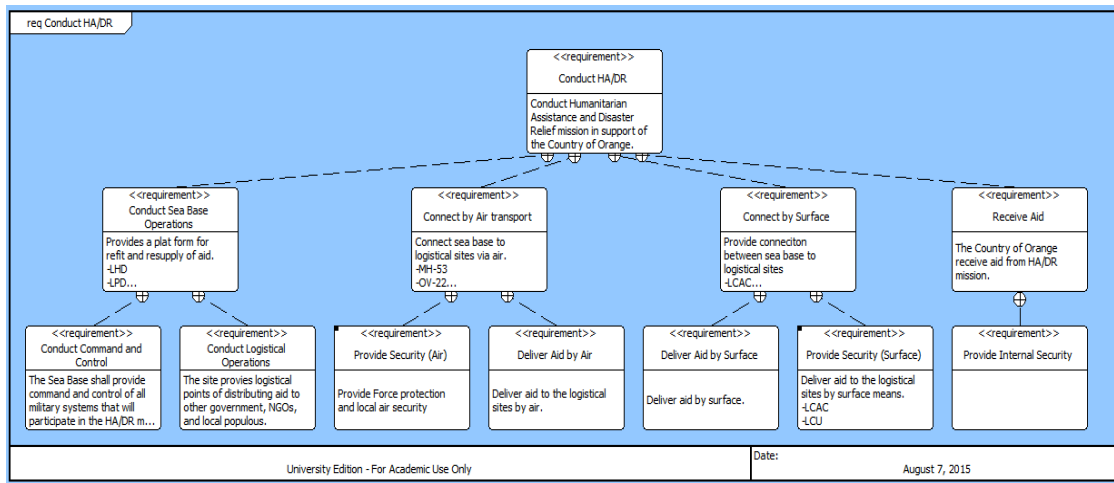 req Conduct HA/DR
<<requirement>>
Conduct HA/DR
Conduct Humanitarian
Assistance and Disaster
Relief mission in support of
the Country of Orange.
<<requirement>>
Conduct Sea Base
Operations
Provides a plat form for
refit and resupply of aid.
-LHD
-LPD...
<<requirement>>
Connect by Air transport
Connect sea base to
logistical sites via air.
-MH-53
-OV-22...
<<requirement>>
Connect by Surface
Provide conneciton
between sea base to
logistical sites
-LCAC...
<<requirement>>
Receive Aid
The Country of Orange
receive aid from HA/DR
mission.
<<requirement>>
Conduct Command and
Control
The Sea Base shall provide
command and control of all
military systems that will
participate in the HA/DR m...
<<requirement>>
Conduct Logistical
Operations
The site provies logistical
points of distributing aid to
other government, NGOs,
and local populous.
<<requirement>>
Provide Security (Air)
Provide Force protection
and local air security
<<requirement>>
Deliver Aid by Air
Deliver aid to the logistical
sites by air.
<<requirement>>
Deliver Aid by Surface
Deliver aid by surface.
<<requirement>>
Provide Security (Surface)
Deliver aid to the logistical
sites by surface means.
-LCAC
-LCU
<<requirement>>
Provide Internal Security
University Edition - For Academic Use Only
Date:
August 7, 2015